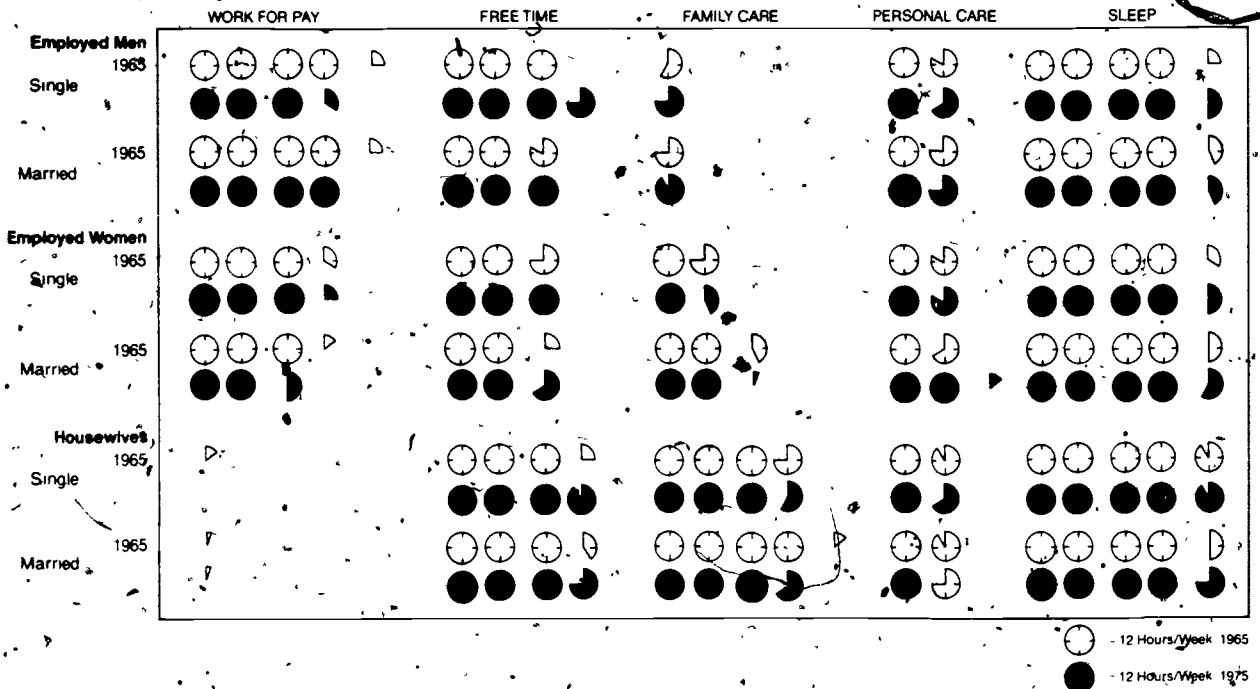 WORK FOR PAY FREE TIME FAMILY CARE PERSONAL CARE SLEEP
Employed Men
1965
Single
1965
Married
Employed Women
1965
Single
1965
Married
Housewives
1965
Single
1965
Married
- 12 Hours/Week 1965
- 12 Hours/Week 1975